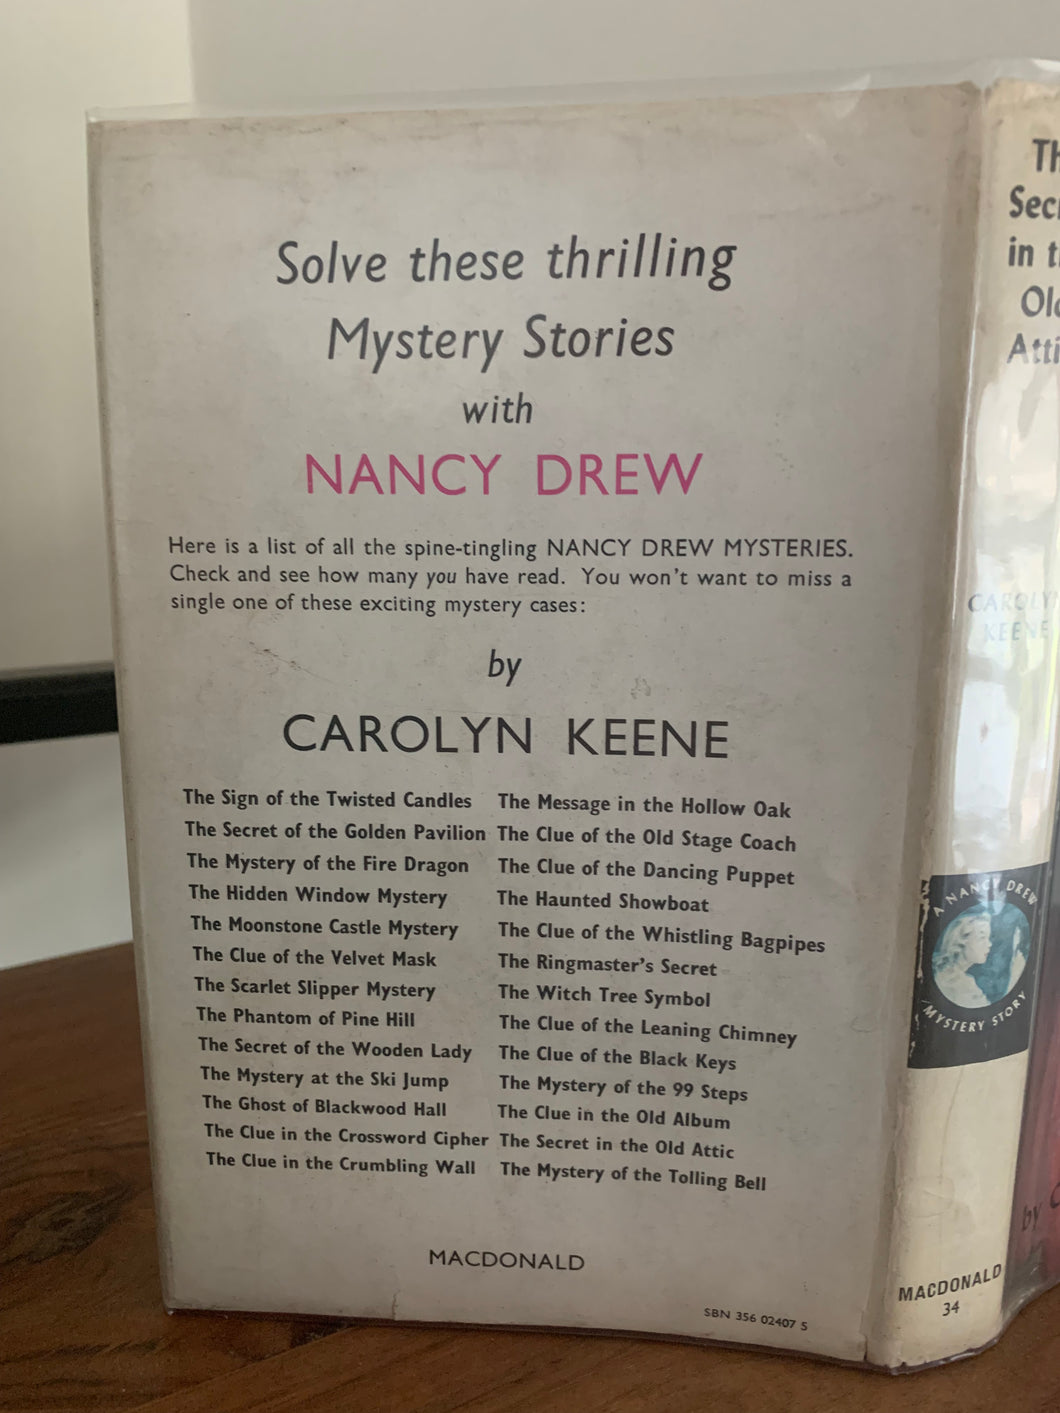 Solve these thrilling
Mystery Stories
with
NANCY DREW
Here is a list of all the spine-tingling NANCY DREW MYSTERIES.
Check and see how many you have read. You won't want to miss a
single one of these exciting mystery cases:
by
CAROLYN KEENE
The Sign of the Twisted Candles
The Secret of the Golden Pavilion
The Mystery of the Fire Dragon
The Hidden Window Mystery
The Moonstone Castle Mystery
The Clue of the Velvet Mask
The Scarlet Slipper Mystery
The Phantom of Pine Hill
The Secret of the Wooden Lady
The Mystery at the Ski Jump
The Ghost of Blackwood Hall
The Clue in the Crossword Cipher
The Clue in the Crumbling Wall
The Message in the Hollow Oak
The Clue of the Old Stage Coach
The Clue of the Dancing Puppet
The Haunted Showboat
The Clue of the Whistling Bagpipes
The Ringmaster's Secret
The Witch Tree Symbol
The Clue of the Leaning Chimney
The Clue of the Black Keys
The Mystery of the 99 Steps
The Clue in the Old Album
The Secret in the Old Attic
The Mystery of the Tolling Bell
MACDONALD
SBN 356 02407 5
Th
Secr
in t
Old
Atti
CAROLYN
KEENE
A NANCY DREW
MYSTERY STORY
MACDONALD
34
by